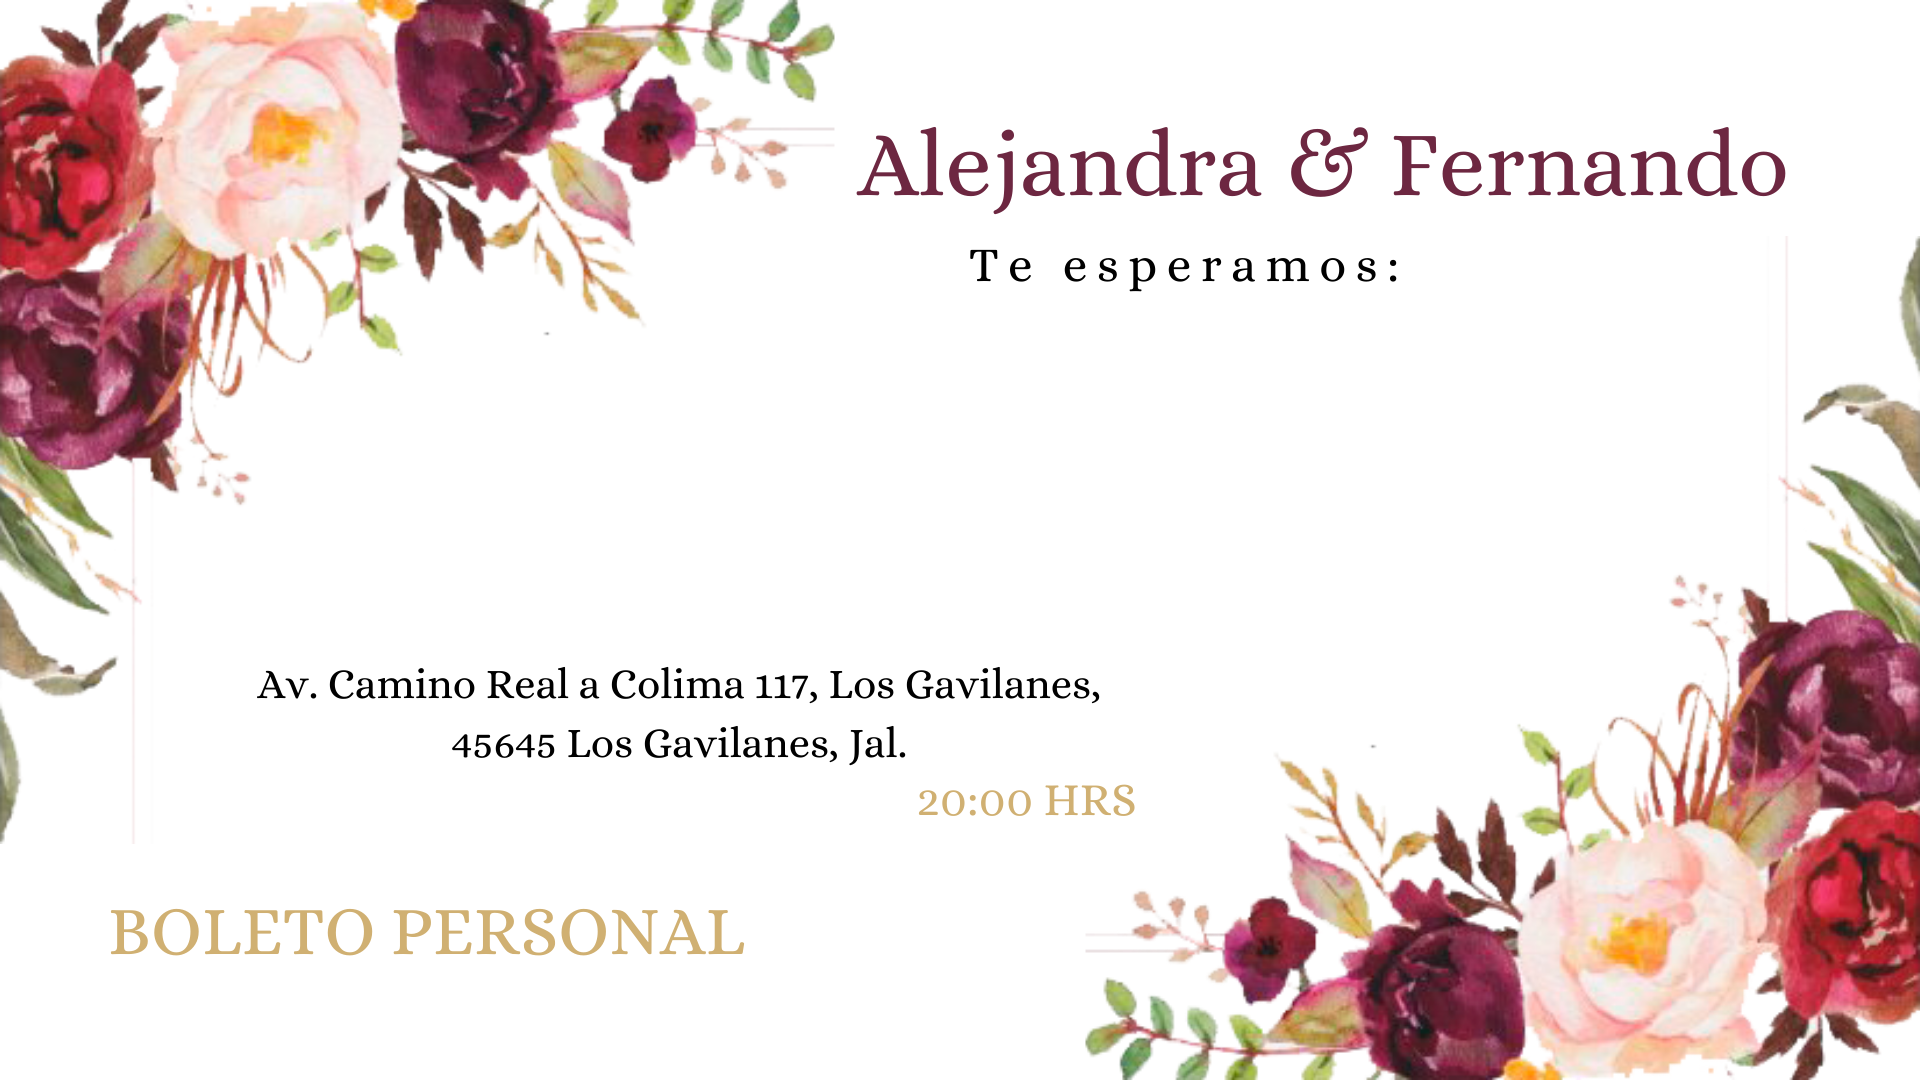 Alejandra & Fernando
Te esperamos:
Av. Camino Real a Colima 117, Los Gavilanes,
45645 Los Gavilanes, Jal.
20:00 HRS
BOLETO PERSONAL